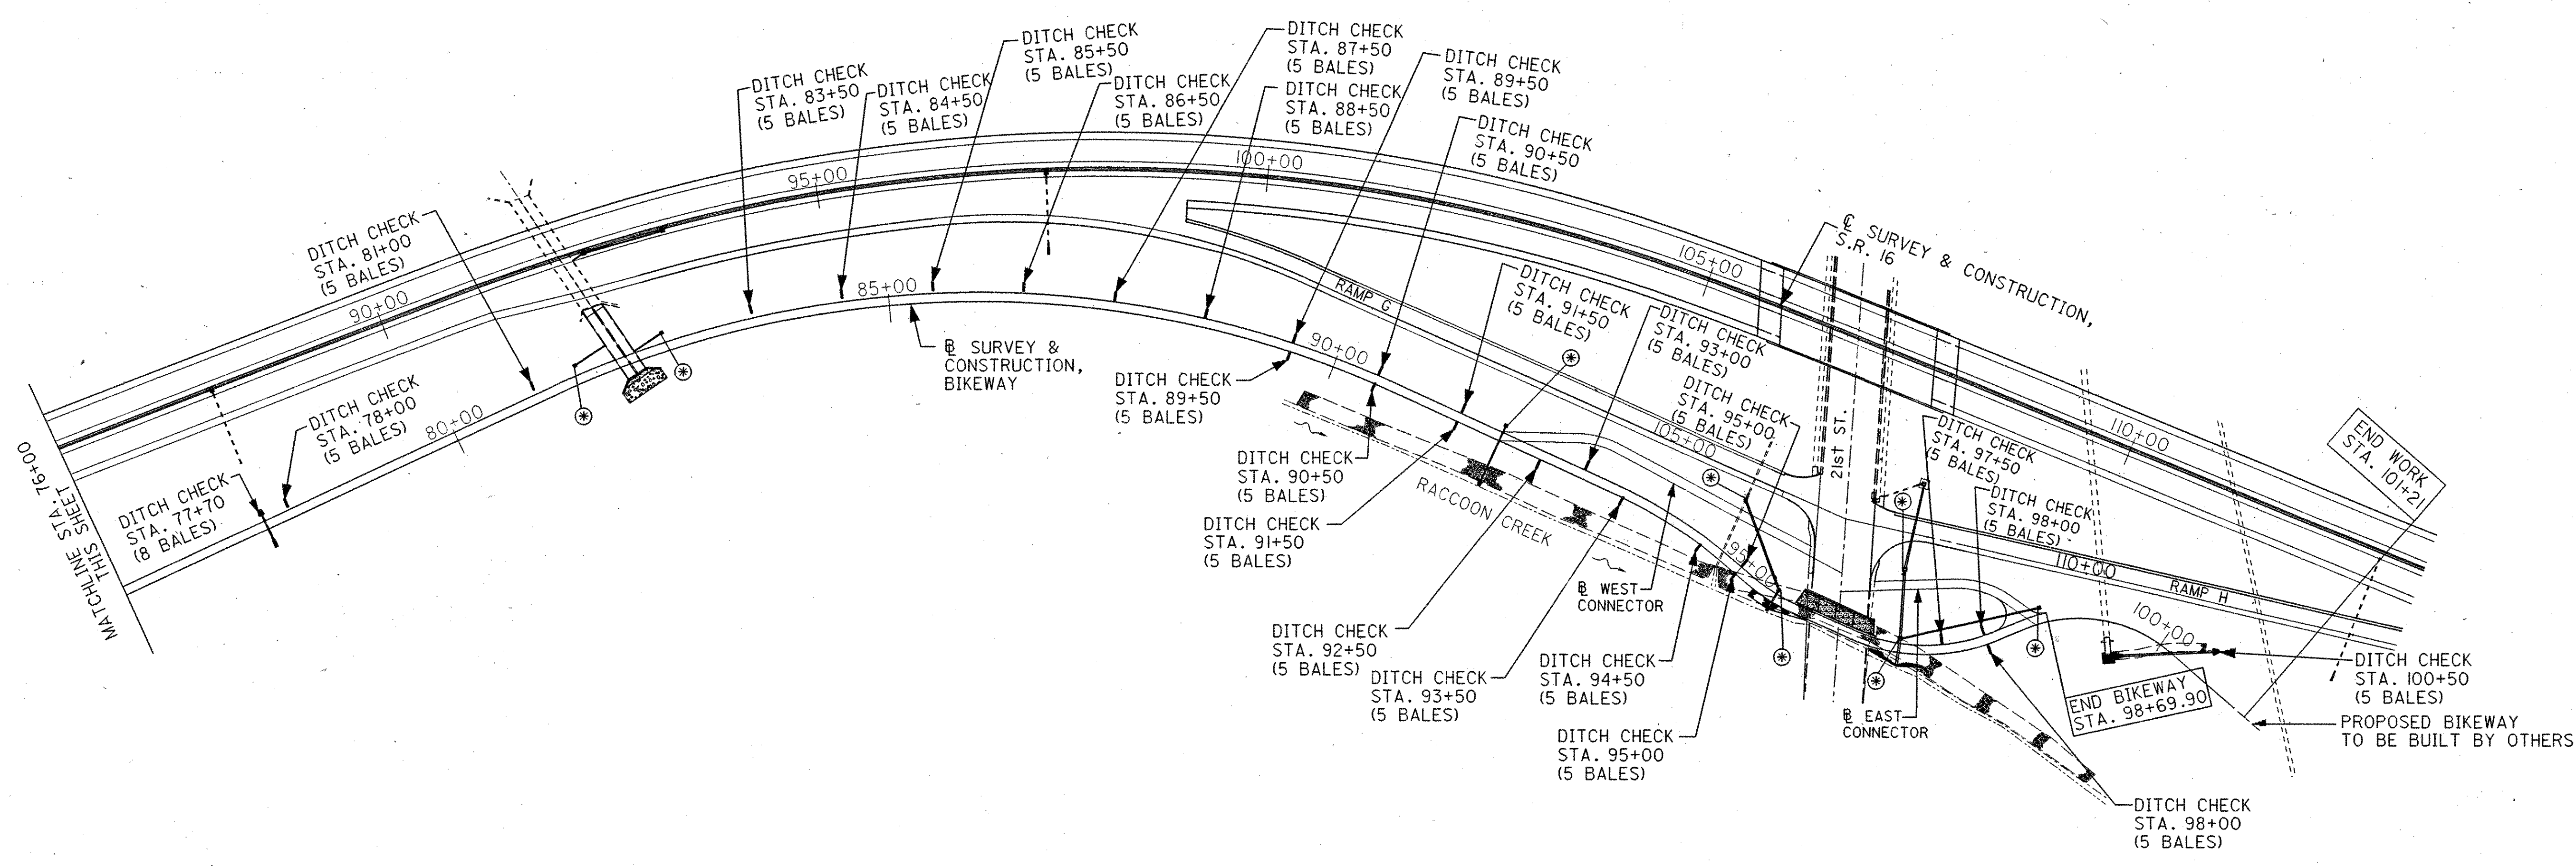 DITCH CHECK
STA. 83+50
(5 BALES)
DITCH CHECK
STA. 84+50
(5 BALES)
DITCH CHECK
STA. 85+50
(5 BALES)
DITCH CHECK
STA. 86+50
(5 BALES)
DITCH CHECK
STA. 87+50
(5 BALES)
DITCH CHECK
STA. 88+50
(5 BALES)
DITCH CHECK
STA. 89+50
(5 BALES)
DITCH CHECK
STA. 90+50
(5 BALES)
DITCH CHECK
STA. 81+00
(5 BALES)
90+00
95+00
100+00
105+00
110+00
℄ SURVEY & CONSTRUCTION,
S.R. 16
MATCHLINE STA. 76+00
THIS SHEET
DITCH CHECK
STA. 77+70
(8 BALES)
DITCH CHECK
STA. 78+00
(5 BALES)
80+00
85+00
90+00
95+00
100+00
BL SURVEY &
CONSTRUCTION,
BIKEWAY
RAMP G
105+00
DITCH CHECK
STA. 91+50
(5 BALES)
DITCH CHECK
STA. 93+00
(5 BALES)
DITCH CHECK
STA. 95+00
(5 BALES)
21st ST.
DITCH CHECK
STA. 97+50
(5 BALES)
DITCH CHECK
STA. 98+00
(5 BALES)
110+00
RAMP H
END WORK
STA. 101+21
DITCH CHECK
STA. 89+50
(5 BALES)
DITCH CHECK
STA. 90+50
(5 BALES)
DITCH CHECK
STA. 91+50
(5 BALES)
RACCOON CREEK
DITCH CHECK
STA. 92+50
(5 BALES)
DITCH CHECK
STA. 93+50
(5 BALES)
DITCH CHECK
STA. 94+50
(5 BALES)
DITCH CHECK
STA. 95+00
(5 BALES)
BL WEST
CONNECTOR
BL EAST
CONNECTOR
END BIKEWAY
STA. 98+69.90
DITCH CHECK
STA. 100+50
(5 BALES)
PROPOSED BIKEWAY
TO BE BUILT BY OTHERS
DITCH CHECK
STA. 98+00
(5 BALES)